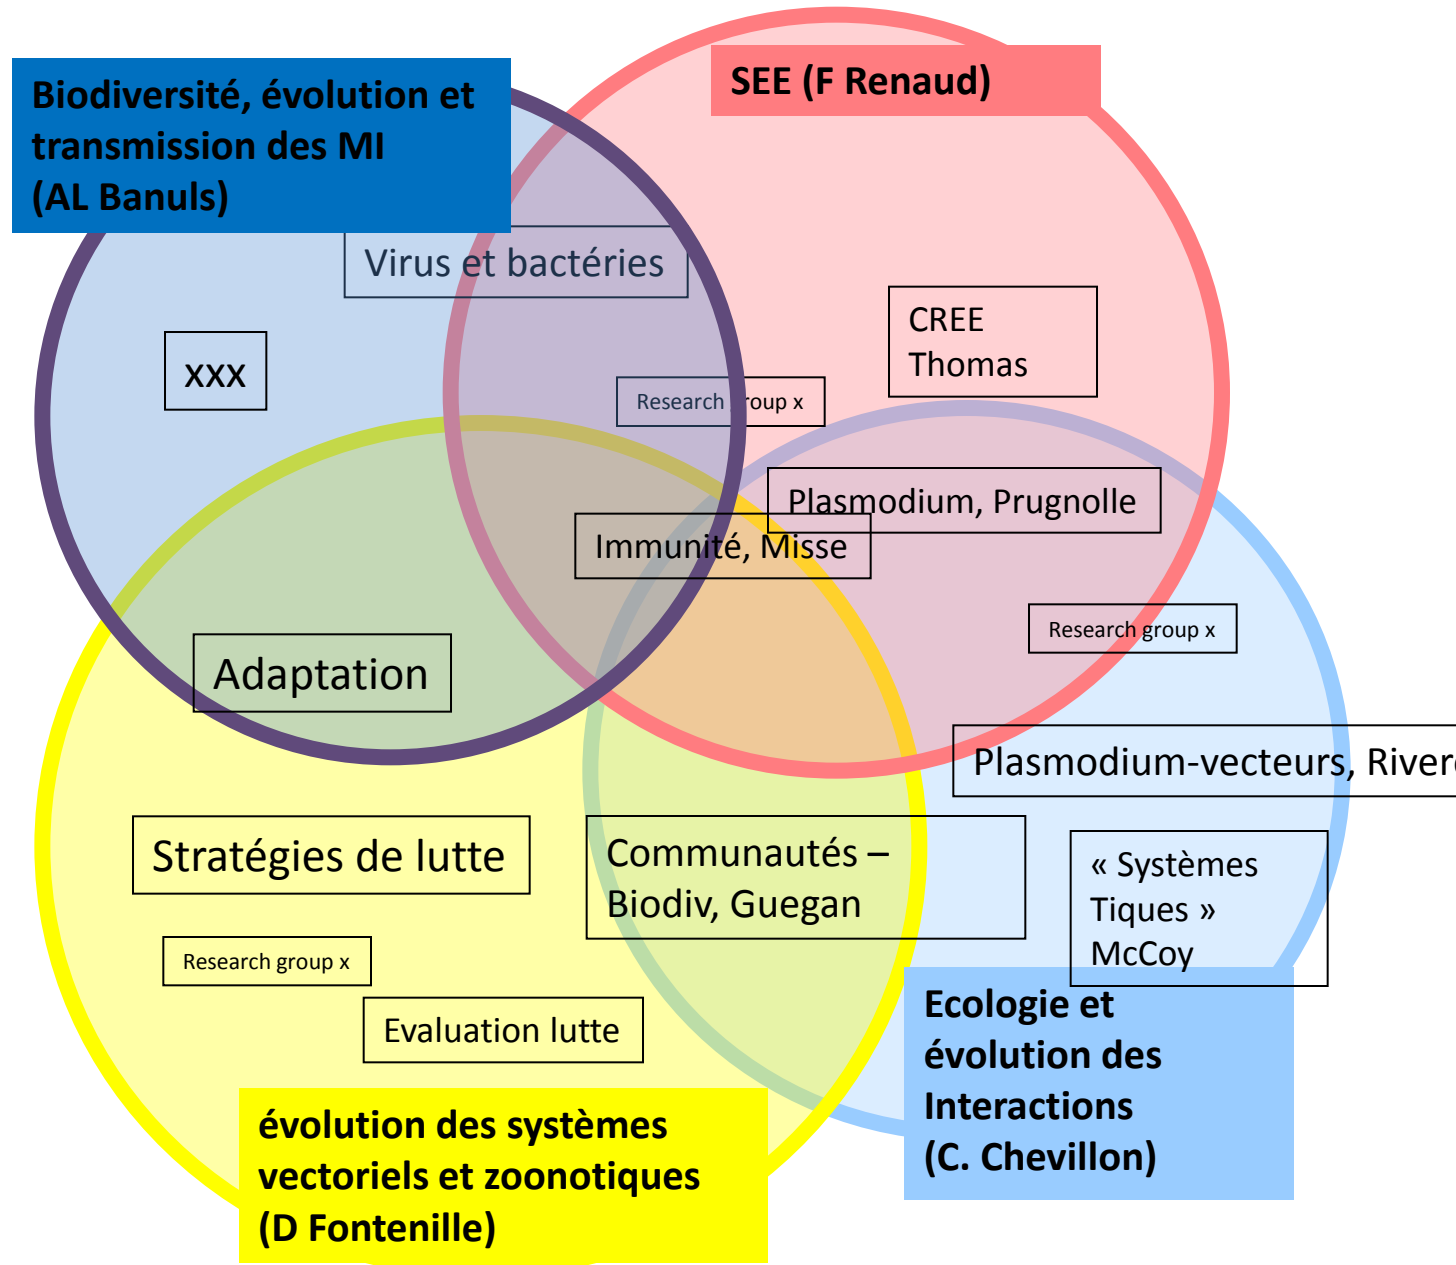 Biodiversité, évolution et
transmission des MI
(AL Banuls)
SEE (F Renaud)
Virus et bactéries
CREE
Thomas
xxx
Research group x
Plasmodium, Prugnolle
Immunité, Misse
Research group x
Adaptation
Plasmodium-vecteurs,
Stratégies de lutte
Communautés –
Biodiv, Guegan
« Systèmes
Tiques »
McCoy
Research group x
Evaluation lutte
Ecologie et
évolution des
Interactions
(C. Chevillon)
évolution des systèmes
vectoriels et zoonotiques
(D Fontenille)